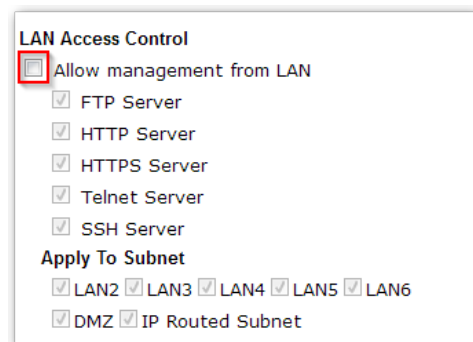 LAN Access Control
Allow management from LAN
FTP Server
HTTP Server
HTTPS Server
Telnet Server
SSH Server
Apply To Subnet
LAN2 LAN3 LAN4 LAN5 LAN6
DMZ IP Routed Subnet